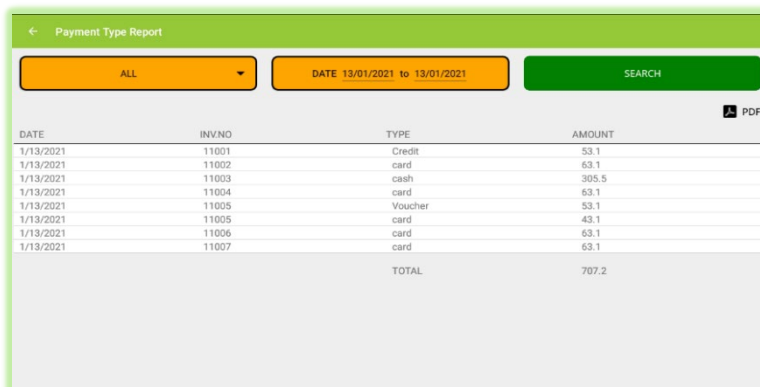 Payment Type Report
ALL DATE 13/01/2021 to 13/01/2021 SEARCH
PDF
DATE INV.NO TYPE AMOUNT
1/13/2021 11001 Credit 53.1
1/13/2021 11002 card 63.1
1/13/2021 11003 cash 305.5
1/13/2021 11004 card 63.1
1/13/2021 11005 Voucher 53.1
1/13/2021 11005 card 43.1
1/13/2021 11006 card 63.1
1/13/2021 11007 card 63.1
TOTAL 707.2